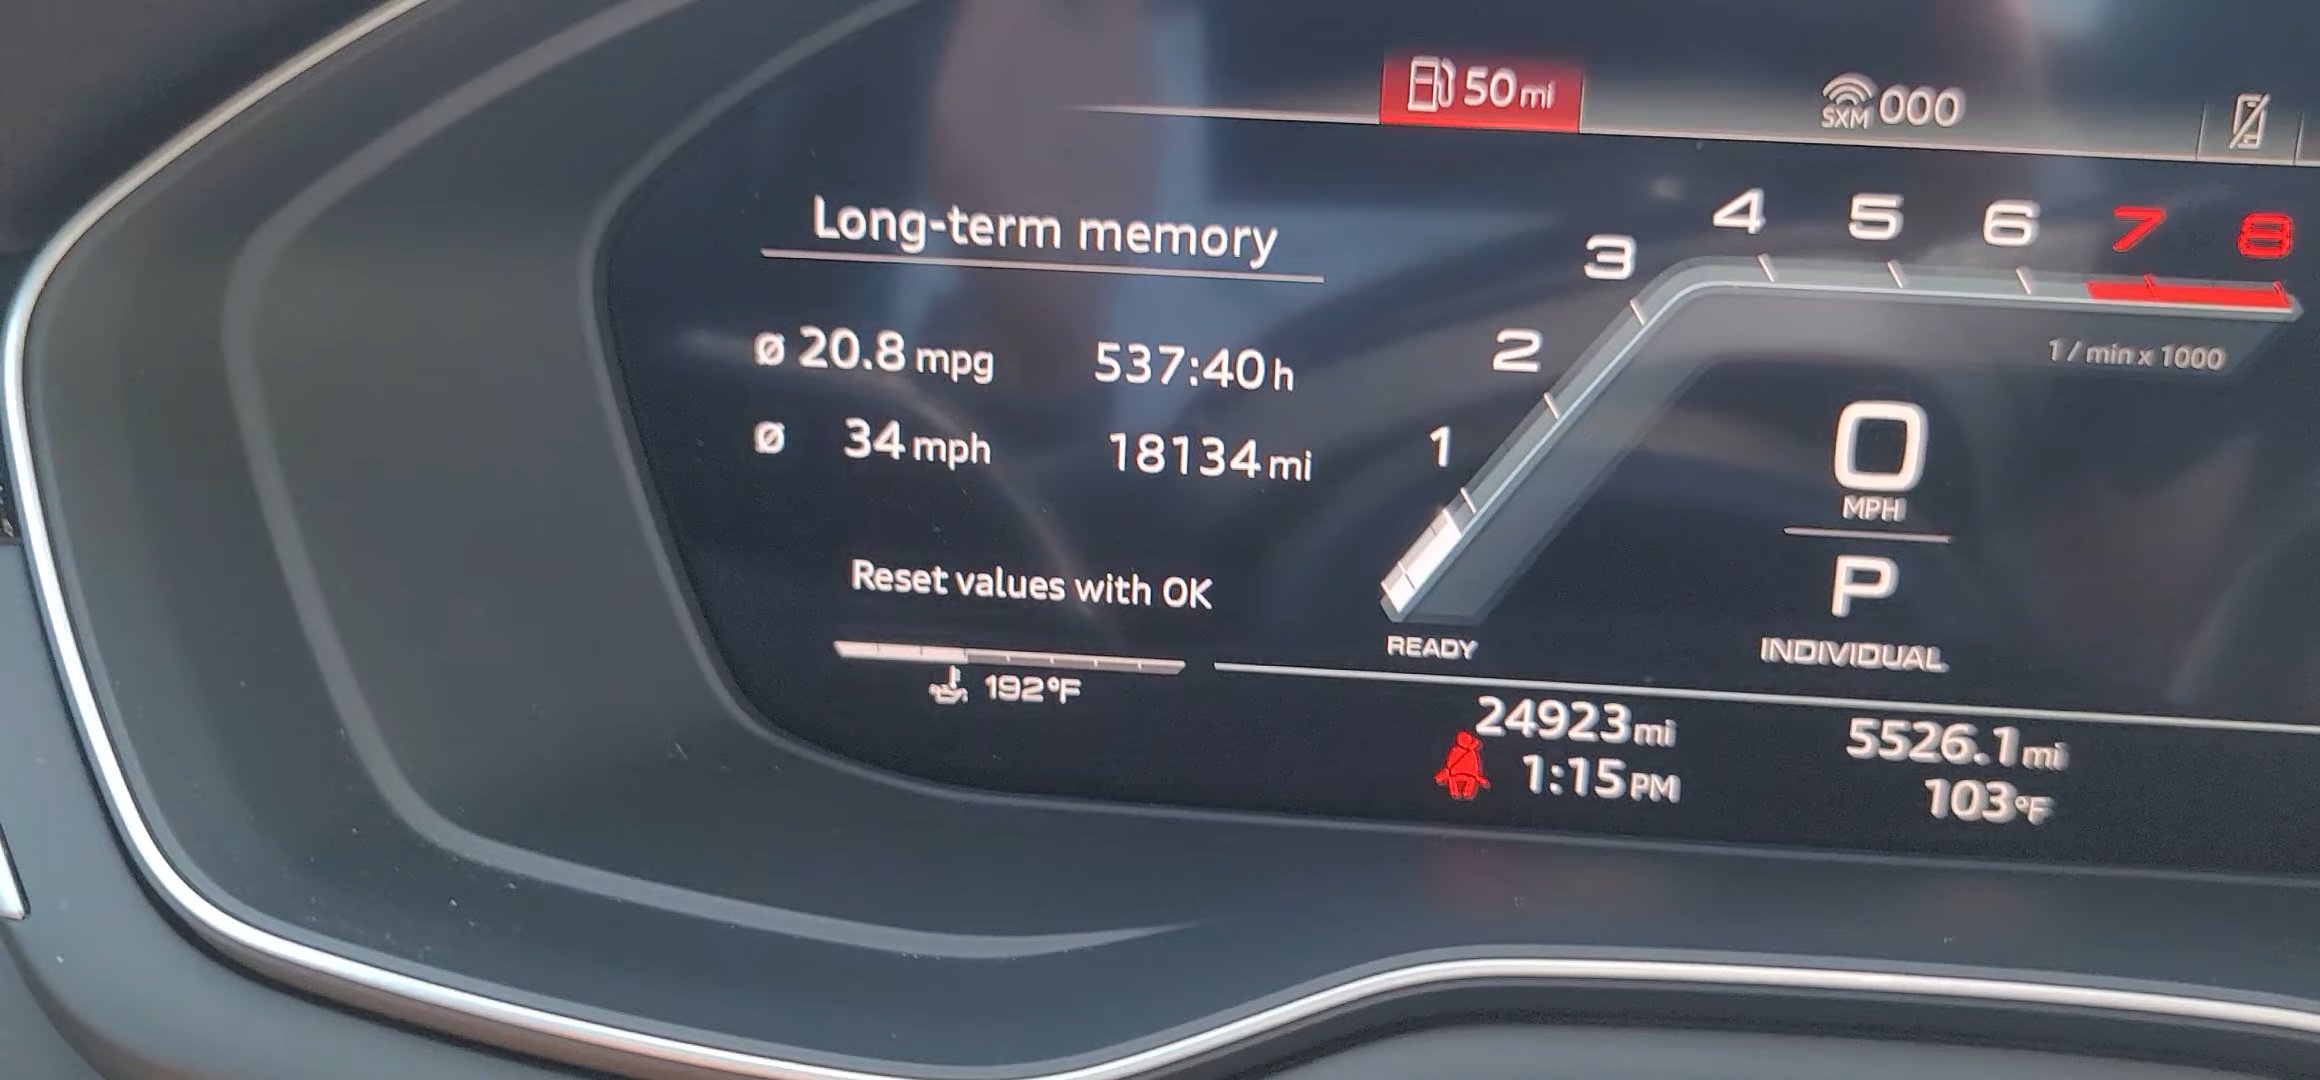 50 mi
SXM 000
Long-term memory
ø 20.8 mpg 537:40 h
ø 34 mph 18134 mi
Reset values with OK
192°F
1 2 3 4 5 6 7 8
1 / min x 1000
0
MPH
P
READY
INDIVIDUAL
24923 mi 5526.1 mi
1:15 PM 103°F